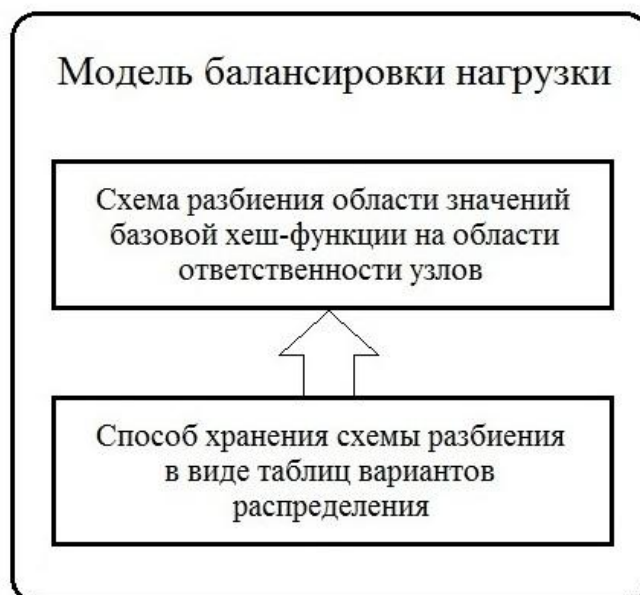 Модель балансировки нагрузки
Схема разбиения области значений
базовой хеш-функции на области
ответственности узлов
Способ хранения схемы разбиения
в виде таблиц вариантов
распределения